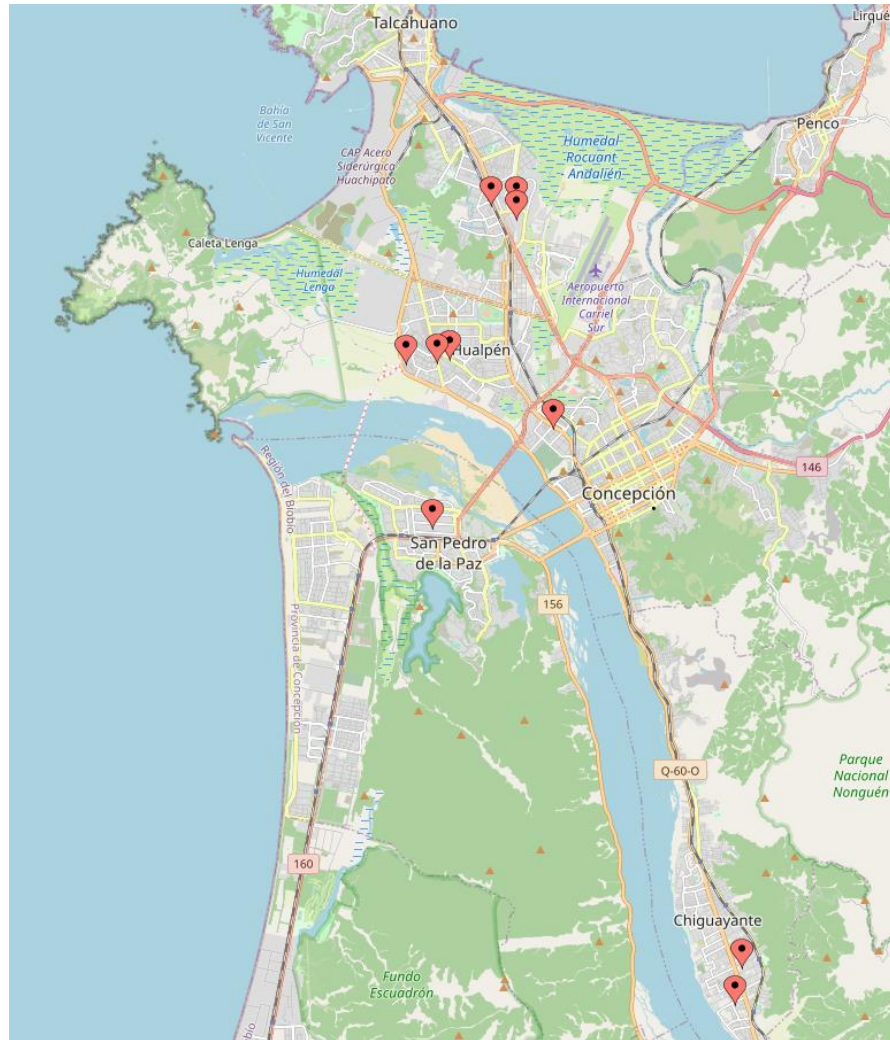 Talcahuano
Lirqué
Bahía
de San
Vicente
CAP Acero
Siderúrgica
Huachipato
Humedal
Rocuant
Andalién
Penco
Caleta Lenga
Humedal
Lenga
Aeropuerto
Internacional
Carriel
Sur
Hualpén
Región del Biobío
146
Concepción
San Pedro
de la Paz
156
Provincia de Concepción
Q-60-O
Parque
Nacional
Nonguén
160
Chiguayante
Fundo
Escuadrón